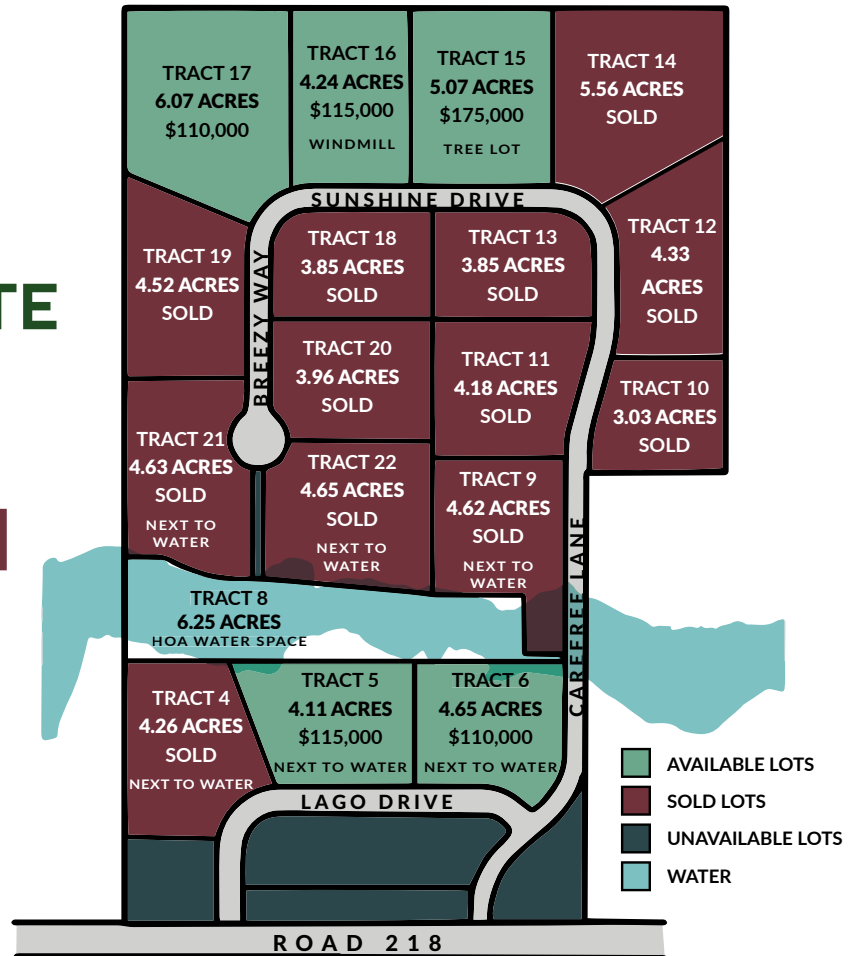 TRACT 17
6.07 ACRES
$110,000
TRACT 16
4.24 ACRES
$115,000
WINDMILL
TRACT 15
5.07 ACRES
$175,000
TREE LOT
TRACT 14
5.56 ACRES
SOLD
SUNSHINE DRIVE
TRACT 12
4.33
ACRES
SOLD
TRACT 19
4.52 ACRES
SOLD
BREEZY WAY
TRACT 18
3.85 ACRES
SOLD
TRACT 13
3.85 ACRES
SOLD
TE
TRACT 20
3.96 ACRES
SOLD
TRACT 11
4.18 ACRES
SOLD
TRACT 10
3.03 ACRES
SOLD
TRACT 21
4.63 ACRES
SOLD
NEXT TO
WATER
TRACT 22
4.65 ACRES
SOLD
NEXT TO
WATER
TRACT 9
4.62 ACRES
SOLD
NEXT TO
WATER
CAREFREE LANE
TRACT 8
6.25 ACRES
HOA WATER SPACE
TRACT 4
4.26 ACRES
SOLD
NEXT TO WATER
TRACT 5
4.11 ACRES
$115,000
NEXT TO WATER
TRACT 6
4.65 ACRES
$110,000
NEXT TO WATER
LAGO DRIVE
AVAILABLE LOTS
SOLD LOTS
UNAVAILABLE LOTS
WATER
ROAD 218